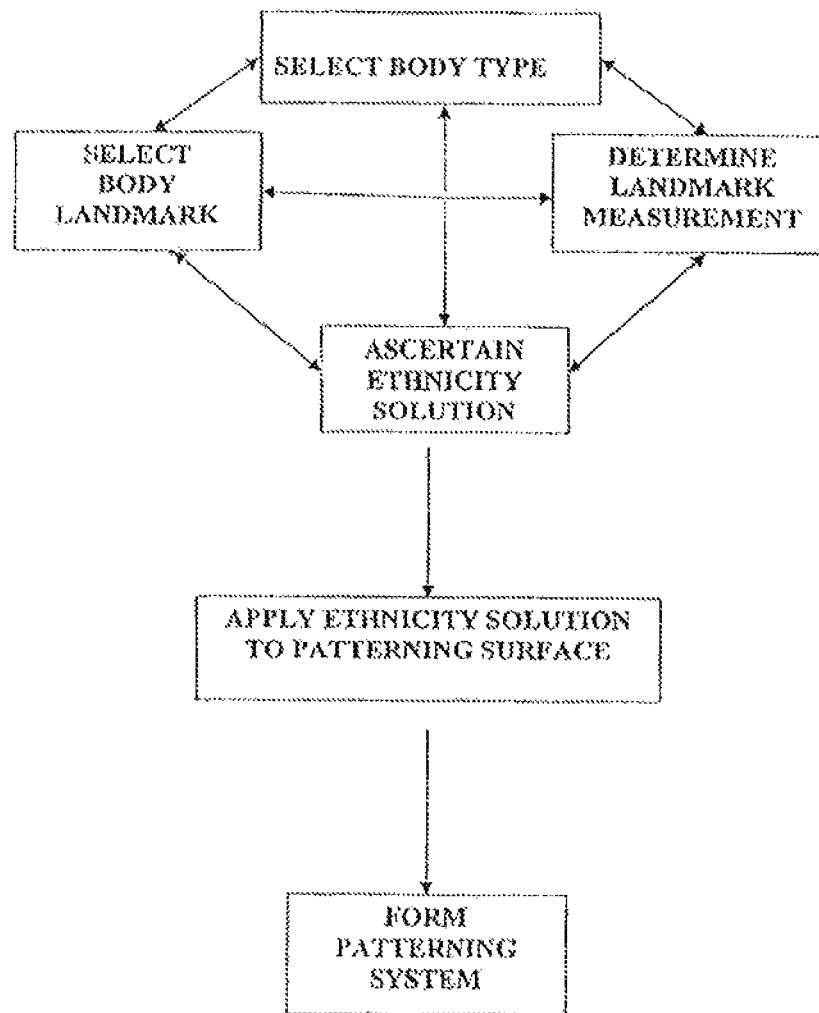 SELECT BODY TYPE
SELECT
BODY
LANDMARK
DETERMINE
LANDMARK
MEASUREMENT
ASCERTAIN
ETHNICITY
SOLUTION
APPLY ETHNICITY SOLUTION
TO PATTERNING SURFACE
FORM
PATTERNING
SYSTEM